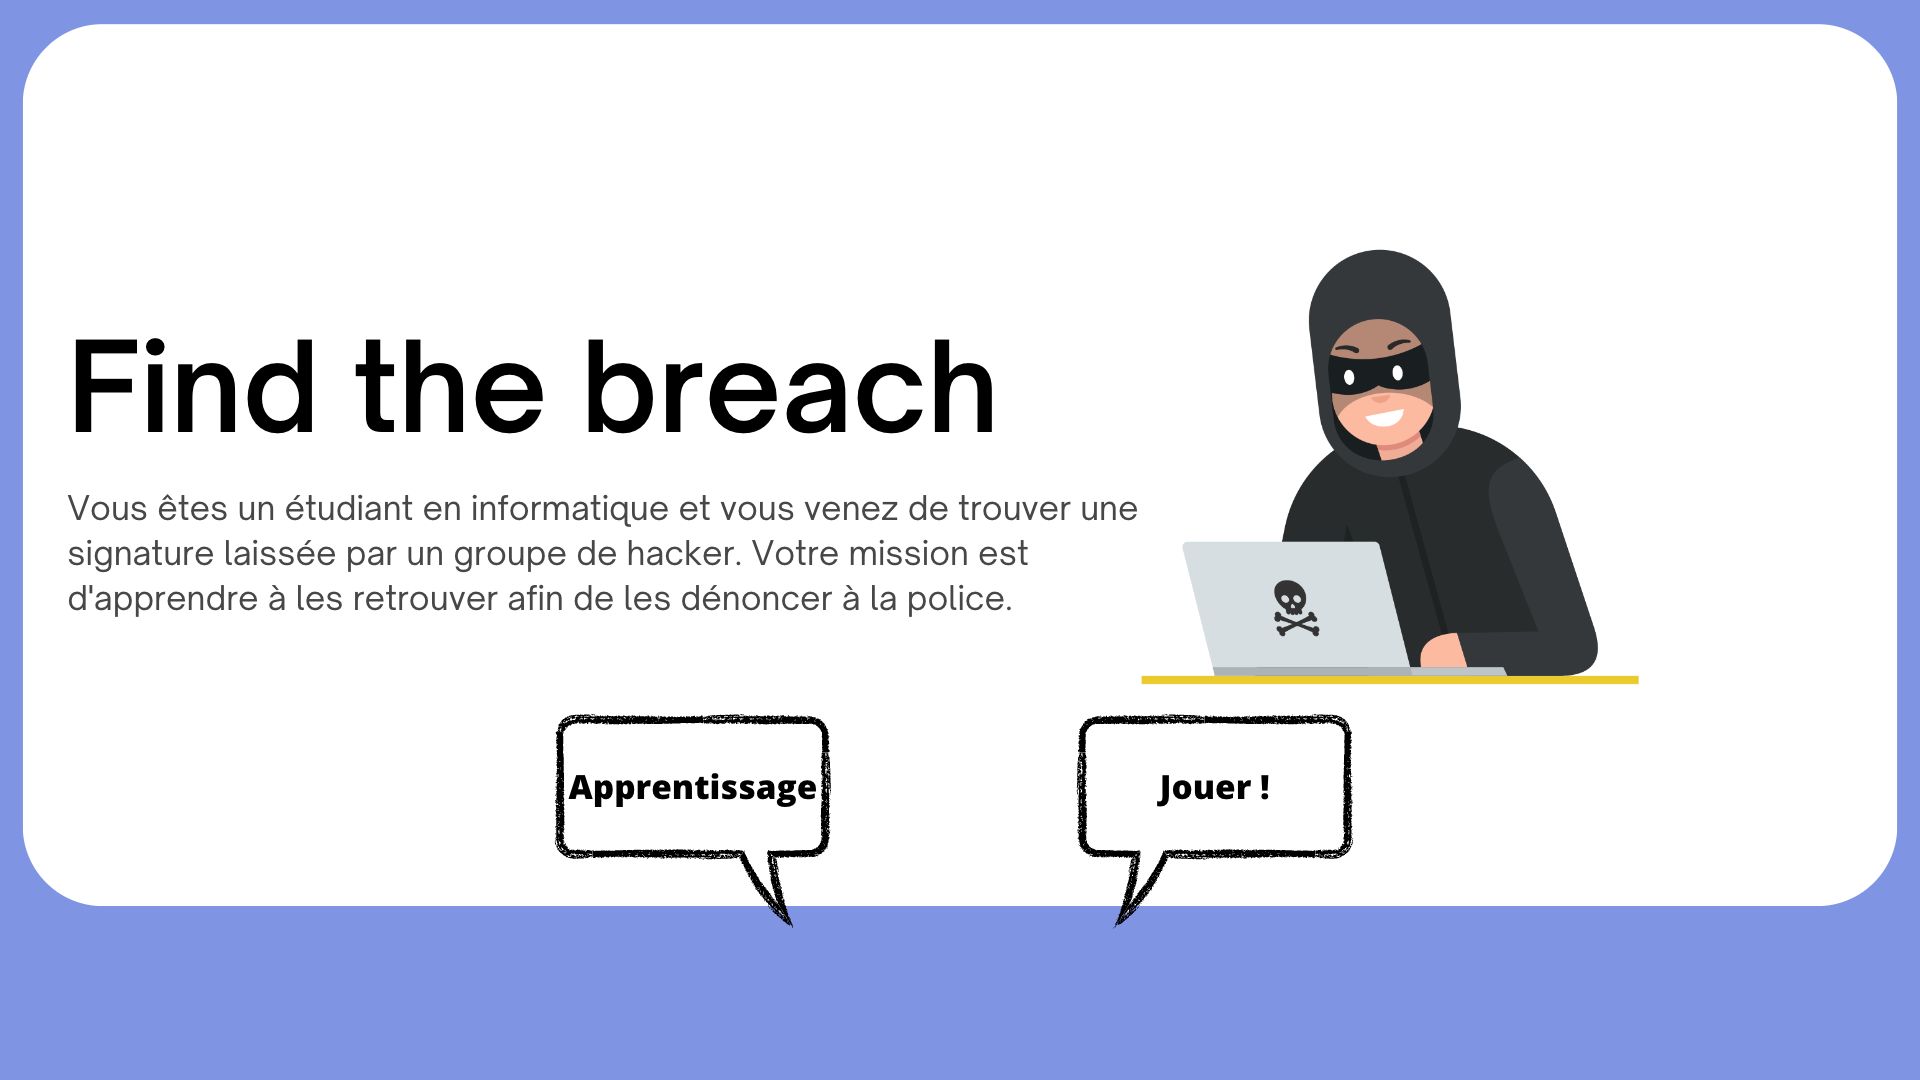 Find the breach
Vous êtes un étudiant en informatique et vous venez de trouver une
signature laissée par un groupe de hacker. Votre mission est
d'apprendre à les retrouver afin de les dénoncer à la police.
Apprentissage
Jouer !